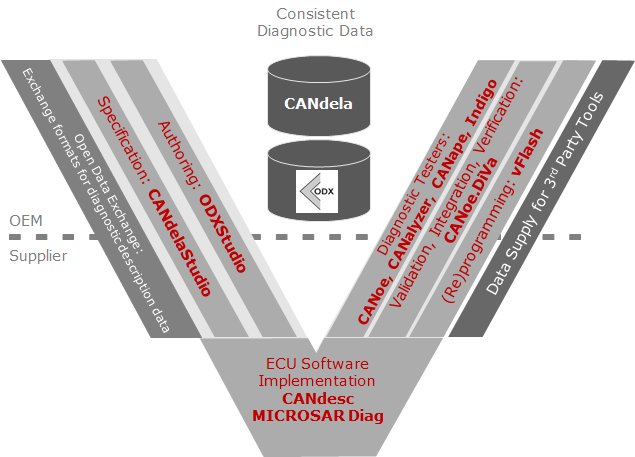 Consistent
Diagnostic Data
CANdela
ODX
OEM
Supplier
Open Data Exchange:
Exchange formats for diagnostic description data
Specification: CANdelaStudio
Authoring: ODXStudio
Diagnostic Testers:
CANoe, CANalyzer, CANape, Indigo
Validation, Integration, Verification:
CANoe.DiVa
(Re)programming: vFlash
Data Supply for 3rd Party Tools
ECU Software
Implementation
CANdesc
MICROSAR Diag